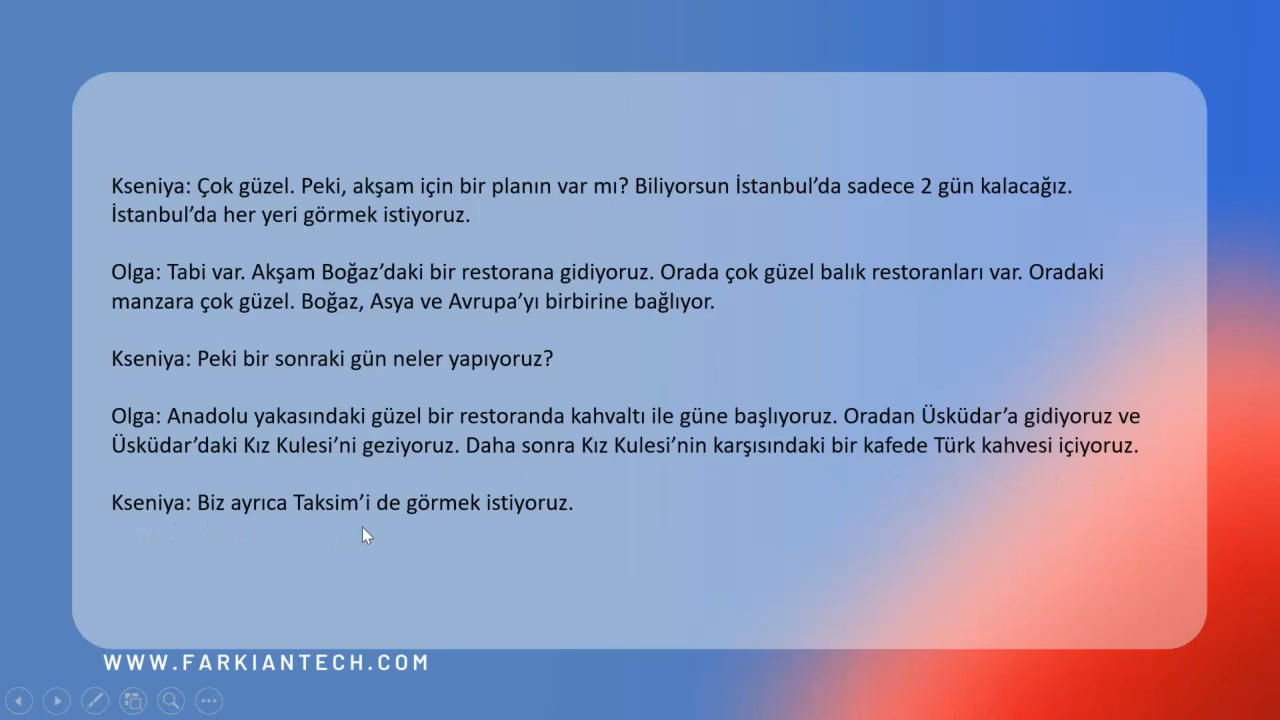 Kseniya: Çok güzel. Peki, akşam için bir planın var mı? Biliyorsun İstanbul’da sadece 2 gün kalacağız.
İstanbul’da her yeri görmek istiyoruz.
Olga: Tabi var. Akşam Boğaz’daki bir restorana gidiyoruz. Orada çok güzel balık restoranları var. Oradaki
manzara çok güzel. Boğaz, Asya ve Avrupa’yı birbirine bağlıyor.
Kseniya: Peki bir sonraki gün neler yapıyoruz?
Olga: Anadolu yakasındaki güzel bir restoranda kahvaltı ile güne başlıyoruz. Oradan Üsküdar’a gidiyoruz ve
Üsküdar’daki Kız Kulesi’ni geziyoruz. Daha sonra Kız Kulesi’nin karşısındaki bir kafede Türk kahvesi içiyoruz.
Kseniya: Biz ayrıca Taksim’i de görmek istiyoruz.
WWW.FARKIANTECH.COM